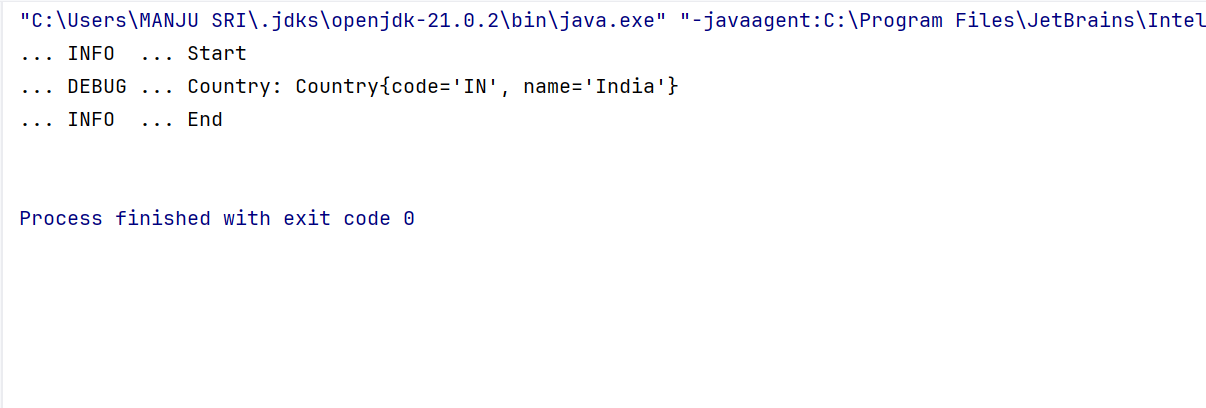 "C:\Users\MANJU SRI\.jdks\openjdk-21.0.2\bin\java.exe" "-javaagent:C:\Program Files\JetBrains\Intel
... INFO  ... Start
... DEBUG ... Country: Country{code='IN', name='India'}
... INFO  ... End
Process finished with exit code 0